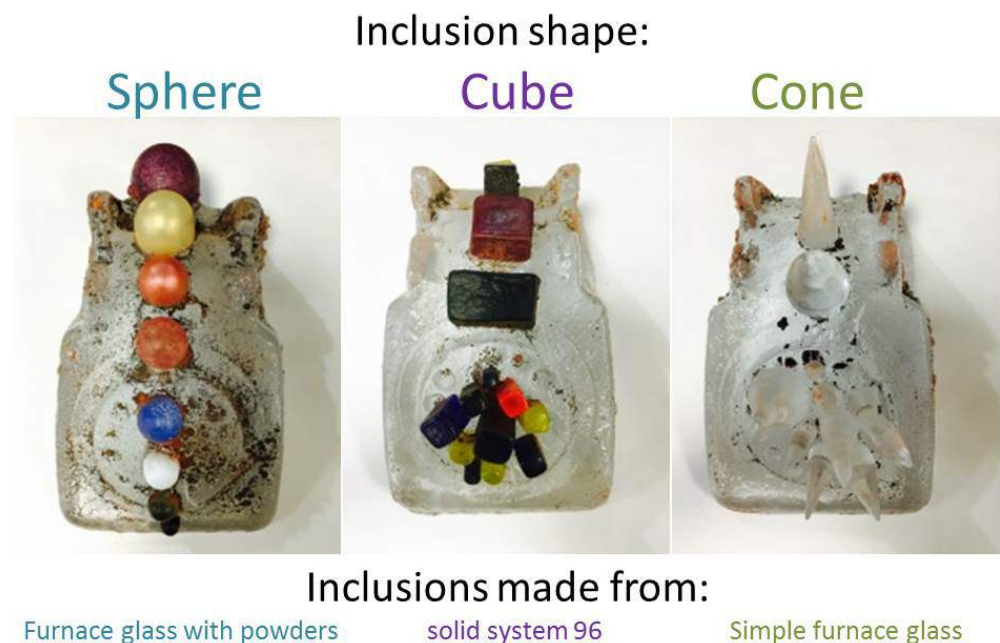 Inclusion shape:
Sphere Cube Cone
Inclusions made from:
Furnace glass with powders solid system 96 Simple furnace glass